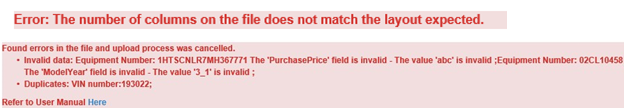 Error: The number of columns on the file does not match the layout expected.
Found errors in the file and upload process was cancelled.
• Invalid data: Equipment Number: 1HTSCNLR7MH367771 The 'PurchasePrice' field is invalid - The value 'abc' is invalid ;Equipment Number: 02CL10458
The 'ModelYear' field is invalid - The value '3_1' is invalid ;
• Duplicates: VIN number:193022;
Refer to User Manual Here